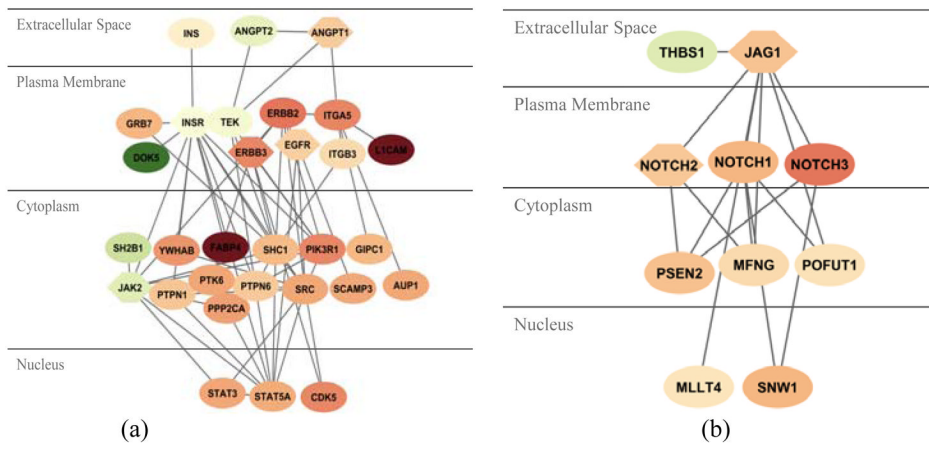 Extracellular Space
INS
ANGPT2
ANGPT1
Plasma Membrane
GRB7
INSR
TEK
ERBB2
ITGA5
DOK5
ERBB3
EGFR
ITGB3
L1CAM
Cytoplasm
SH2B1
YWHAB
FABP4
SHC1
PIK3R1
GIPC1
JAK2
PTPN1
PTK6
PTPN6
SRC
SCAMP3
AUP1
PPP2CA
Nucleus
STAT3
STAT5A
CDK5
(a)
Extracellular Space
THBS1
JAG1
Plasma Membrane
NOTCH2
NOTCH1
NOTCH3
Cytoplasm
PSEN2
MFNG
POFUT1
Nucleus
MLLT4
SNW1
(b)